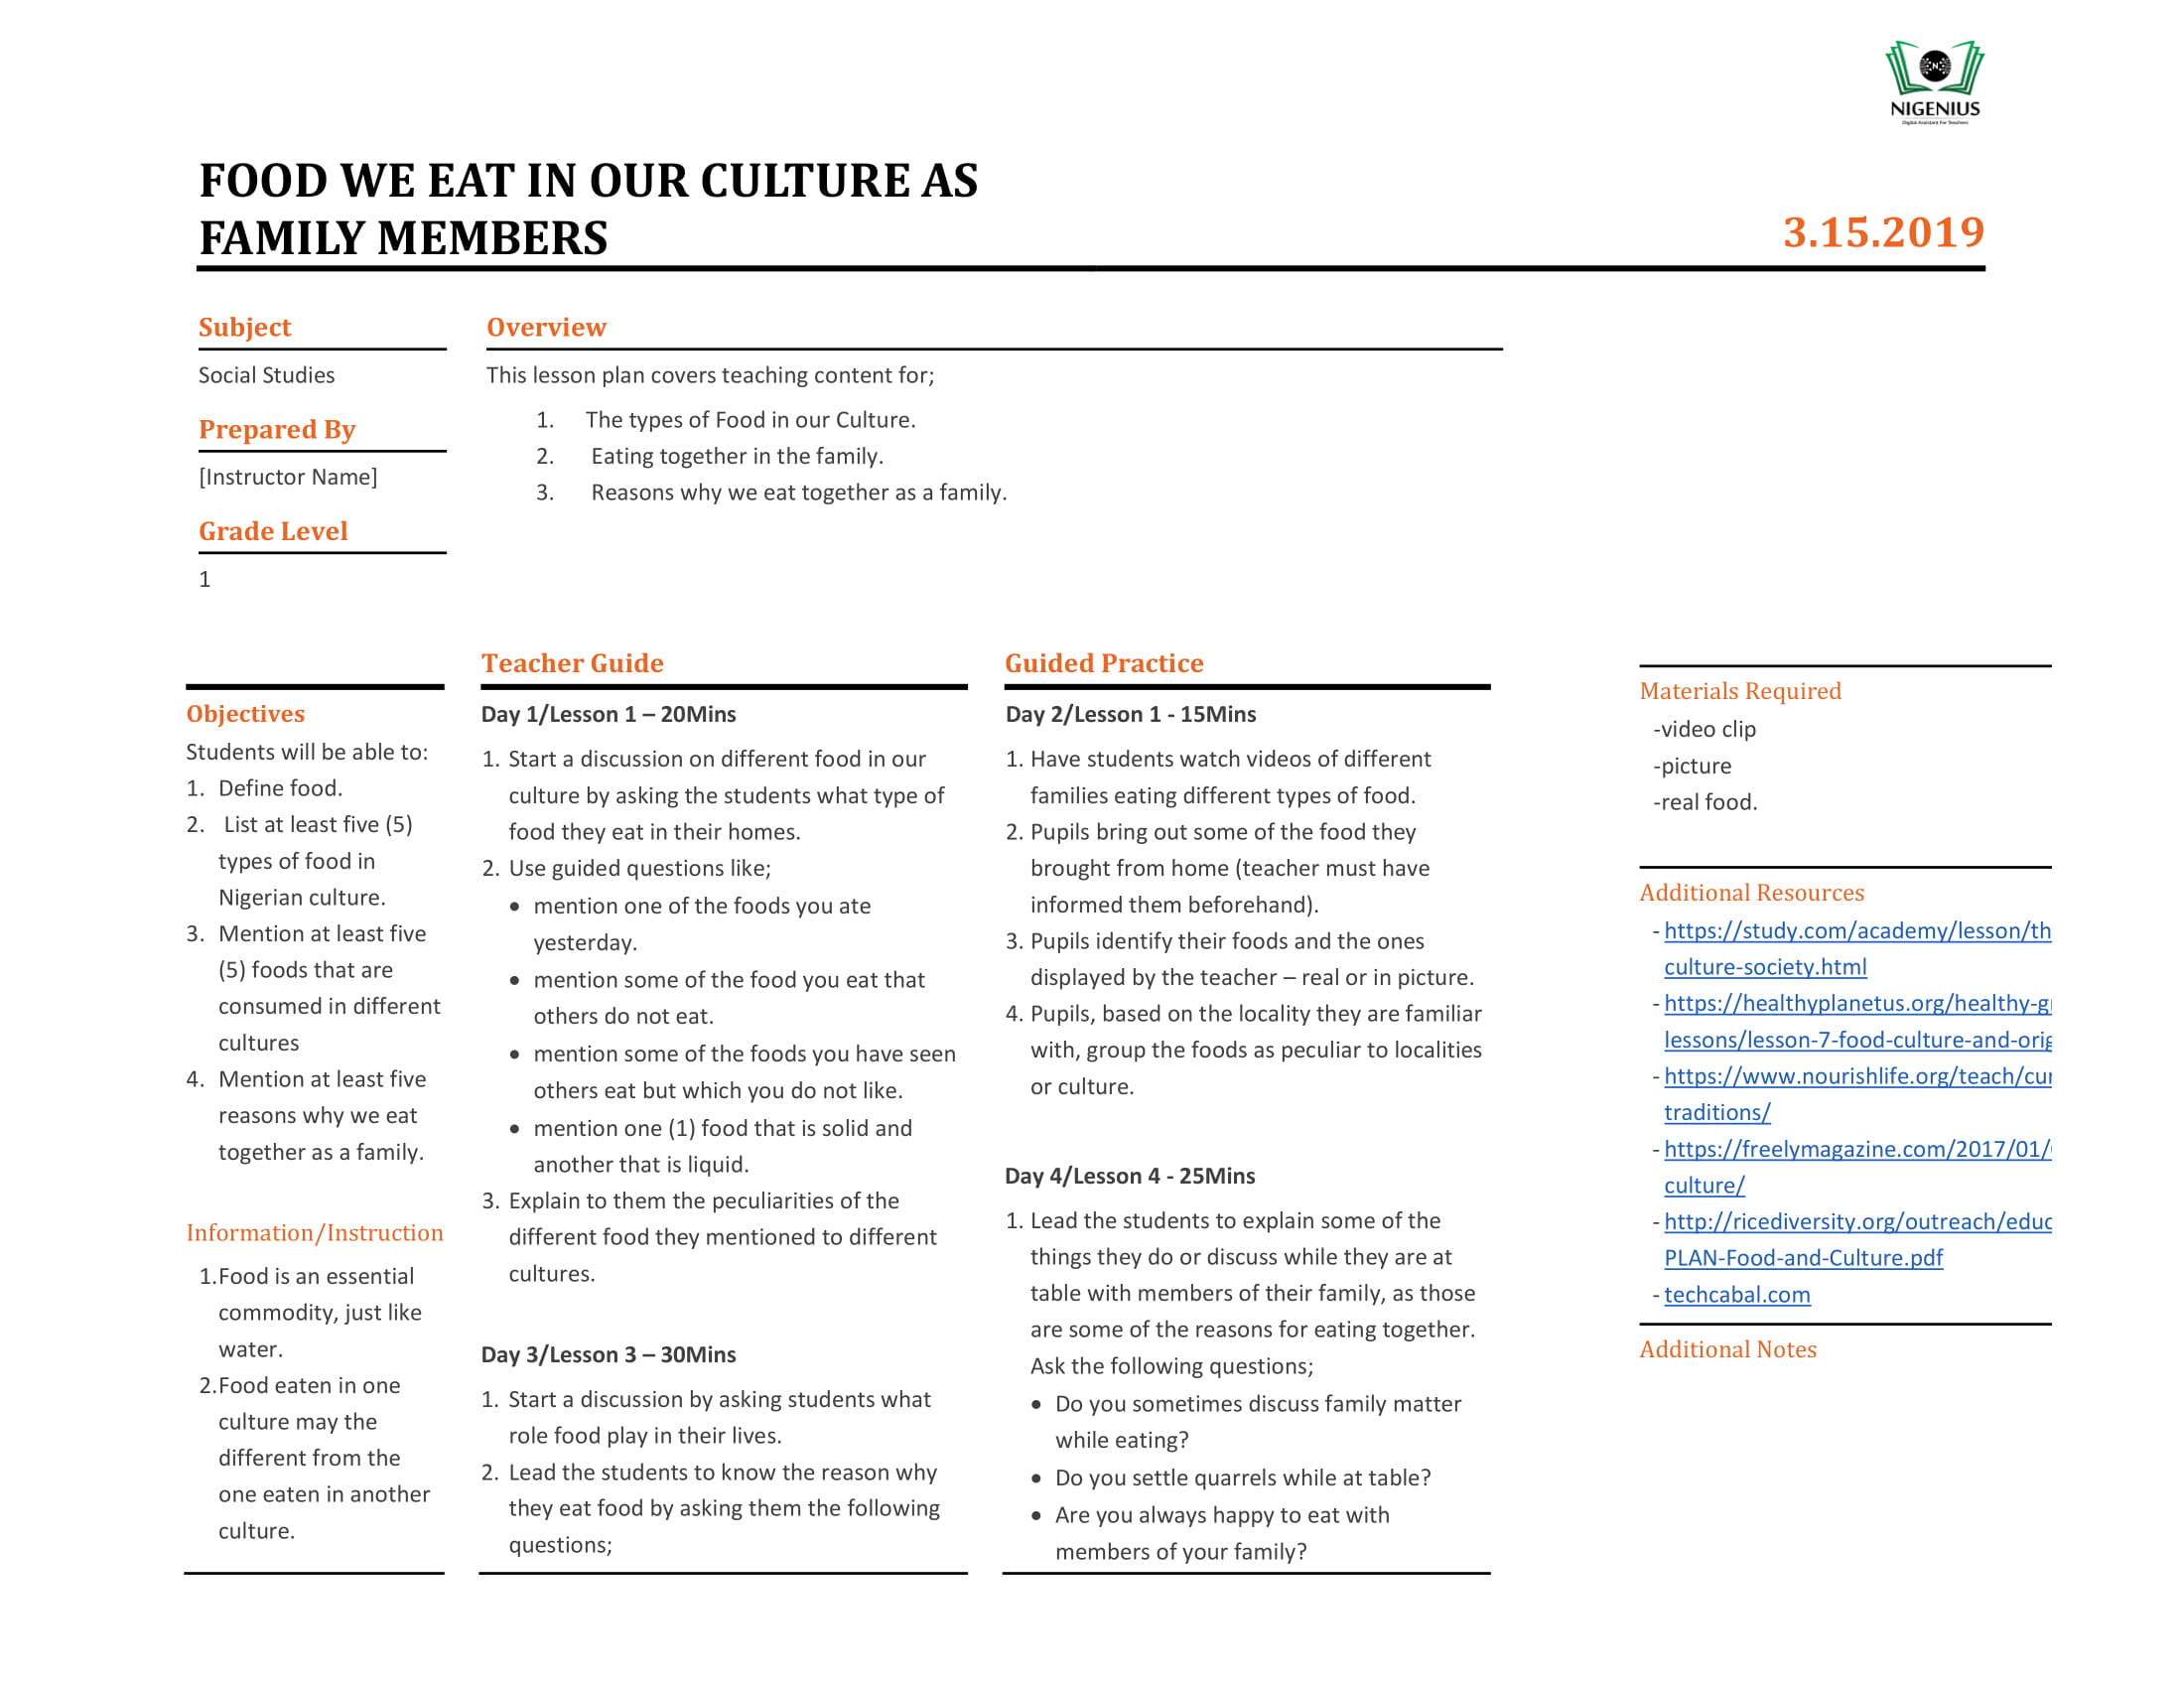 NIGENIUS
Digital Assistant For Teachers
FOOD WE EAT IN OUR CULTURE AS
FAMILY MEMBERS
3.15.2019
Subject
Social Studies
Prepared By
[Instructor Name]
Grade Level
1
Overview
This lesson plan covers teaching content for;
1. The types of Food in our Culture.
2. Eating together in the family.
3. Reasons why we eat together as a family.
Objectives
Students will be able to:
1. Define food.
2. List at least five (5)
types of food in
Nigerian culture.
3. Mention at least five
(5) foods that are
consumed in different
cultures
4. Mention at least five
reasons why we eat
together as a family.
Information/Instruction
1.Food is an essential
commodity, just like
water.
2.Food eaten in one
culture may the
different from the
one eaten in another
culture.
Teacher Guide
Day 1/Lesson 1 – 20Mins
1. Start a discussion on different food in our
culture by asking the students what type of
food they eat in their homes.
2. Use guided questions like;
• mention one of the foods you ate
yesterday.
• mention some of the food you eat that
others do not eat.
• mention some of the foods you have seen
others eat but which you do not like.
• mention one (1) food that is solid and
another that is liquid.
3. Explain to them the peculiarities of the
different food they mentioned to different
cultures.
Day 3/Lesson 3 – 30Mins
1. Start a discussion by asking students what
role food play in their lives.
2. Lead the students to know the reason why
they eat food by asking them the following
questions;
Guided Practice
Day 2/Lesson 1 - 15Mins
1. Have students watch videos of different
families eating different types of food.
2. Pupils bring out some of the food they
brought from home (teacher must have
informed them beforehand).
3. Pupils identify their foods and the ones
displayed by the teacher – real or in picture.
4. Pupils, based on the locality they are familiar
with, group the foods as peculiar to localities
or culture.
Day 4/Lesson 4 - 25Mins
1. Lead the students to explain some of the
things they do or discuss while they are at
table with members of their family, as those
are some of the reasons for eating together.
Ask the following questions;
• Do you sometimes discuss family matter
while eating?
• Do you settle quarrels while at table?
• Are you always happy to eat with
members of your family?
Materials Required
-video clip
-picture
-real food.
Additional Resources
- https://study.com/academy/lesson/th
culture-society.html
- https://healthyplanetus.org/healthy-g
lessons/lesson-7-food-culture-and-orig
- https://www.nourishlife.org/teach/cur
traditions/
- https://freelymagazine.com/2017/01/
culture/
- http://ricediversity.org/outreach/educ
PLAN-Food-and-Culture.pdf
- techcabal.com
Additional Notes